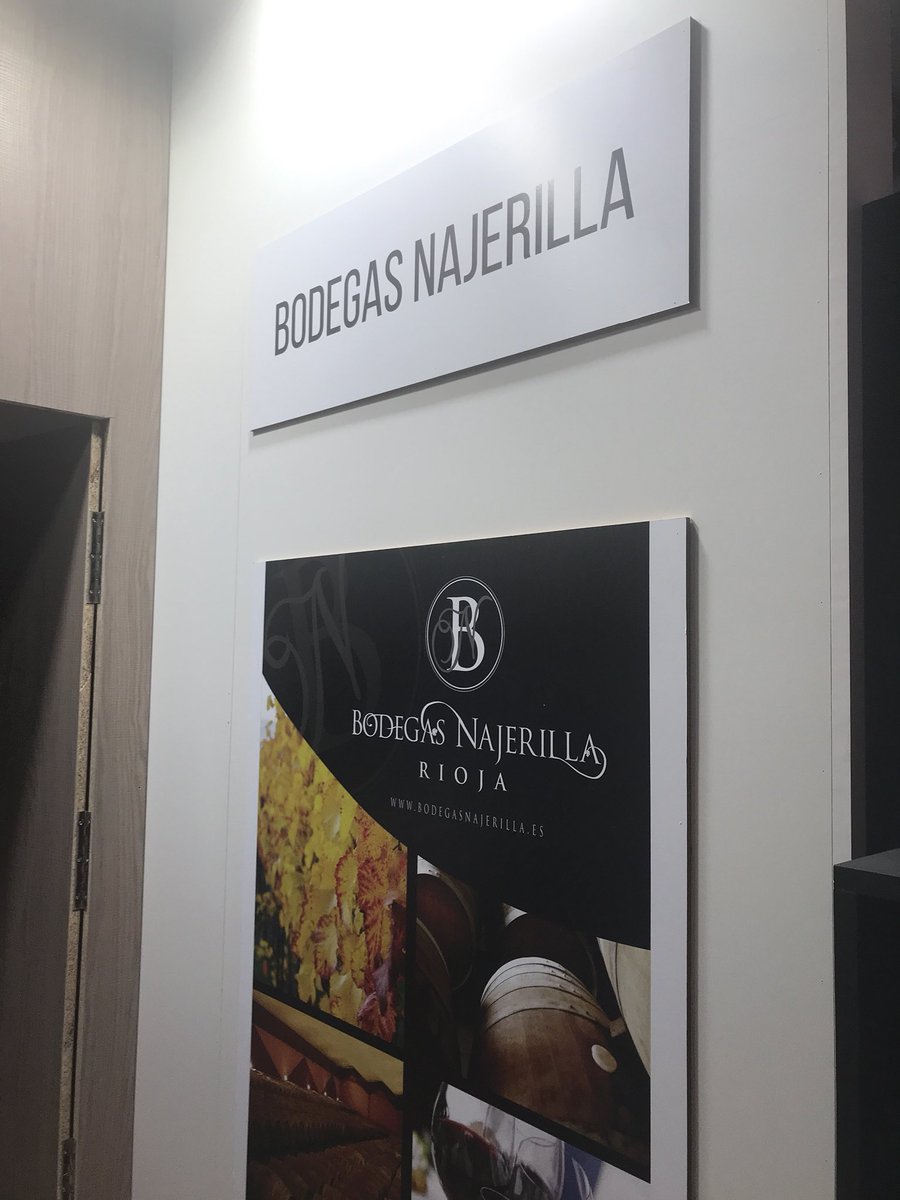 BODEGAS NAJERILLA
BN
BODEGAS NAJERILLA
RIOJA
WWW.BODEGASNAJERILLA.ES